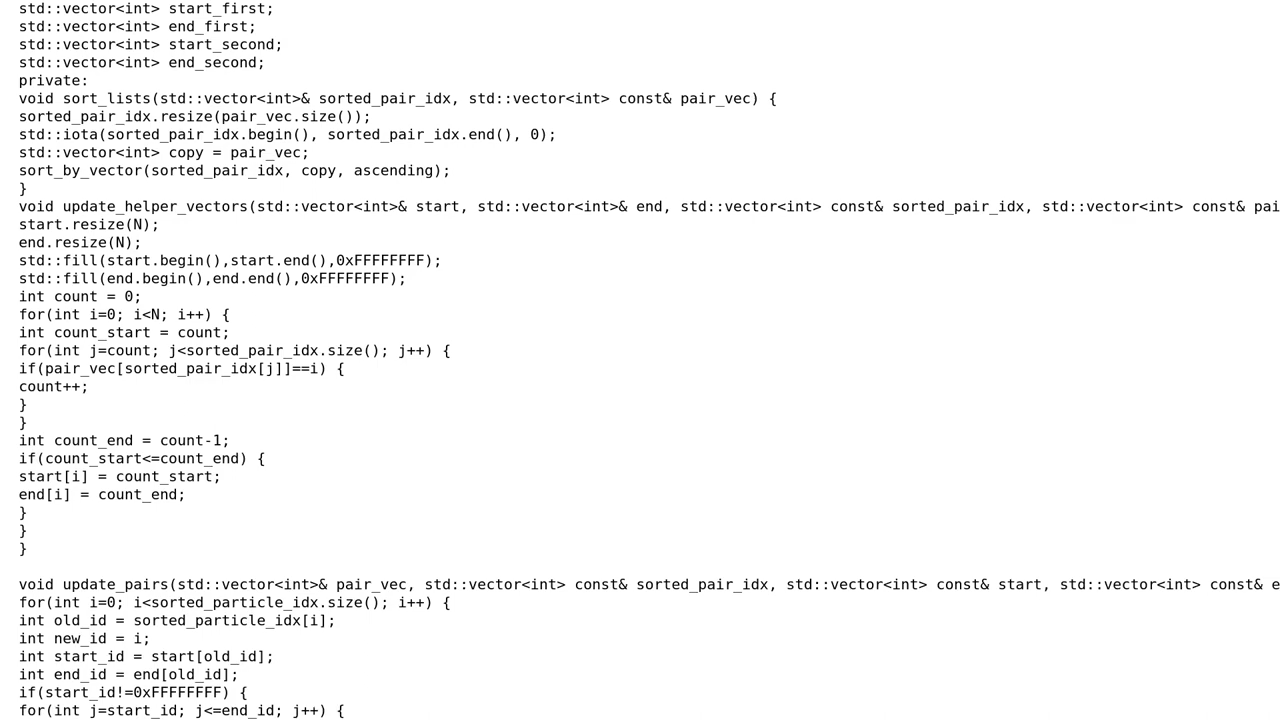 std::vector<int> start_first;
std::vector<int> end_first;
std::vector<int> start_second;
std::vector<int> end_second;
private:
void sort_lists(std::vector<int>& sorted_pair_idx, std::vector<int> const& pair_vec) {
sorted_pair_idx.resize(pair_vec.size());
std::iota(sorted_pair_idx.begin(), sorted_pair_idx.end(), 0);
std::vector<int> copy = pair_vec;
sort_by_vector(sorted_pair_idx, copy, ascending);
}
void update_helper_vectors(std::vector<int>& start, std::vector<int>& end, std::vector<int> const& sorted_pair_idx, std::vector<int> const& pai
start.resize(N);
end.resize(N);
std::fill(start.begin(),start.end(),0xFFFFFFFF);
std::fill(end.begin(),end.end(),0xFFFFFFFF);
int count = 0;
for(int i=0; i<N; i++) {
int count_start = count;
for(int j=count; j<sorted_pair_idx.size(); j++) {
if(pair_vec[sorted_pair_idx[j]]==i) {
count++;
}
}
int count_end = count-1;
if(count_start<=count_end) {
start[i] = count_start;
end[i] = count_end;
}
}
}

void update_pairs(std::vector<int>& pair_vec, std::vector<int> const& sorted_pair_idx, std::vector<int> const& start, std::vector<int> const& e
for(int i=0; i<sorted_particle_idx.size(); i++) {
int old_id = sorted_particle_idx[i];
int new_id = i;
int start_id = start[old_id];
int end_id = end[old_id];
if(start_id!=0xFFFFFFFF) {
for(int j=start_id; j<=end_id; j++) {